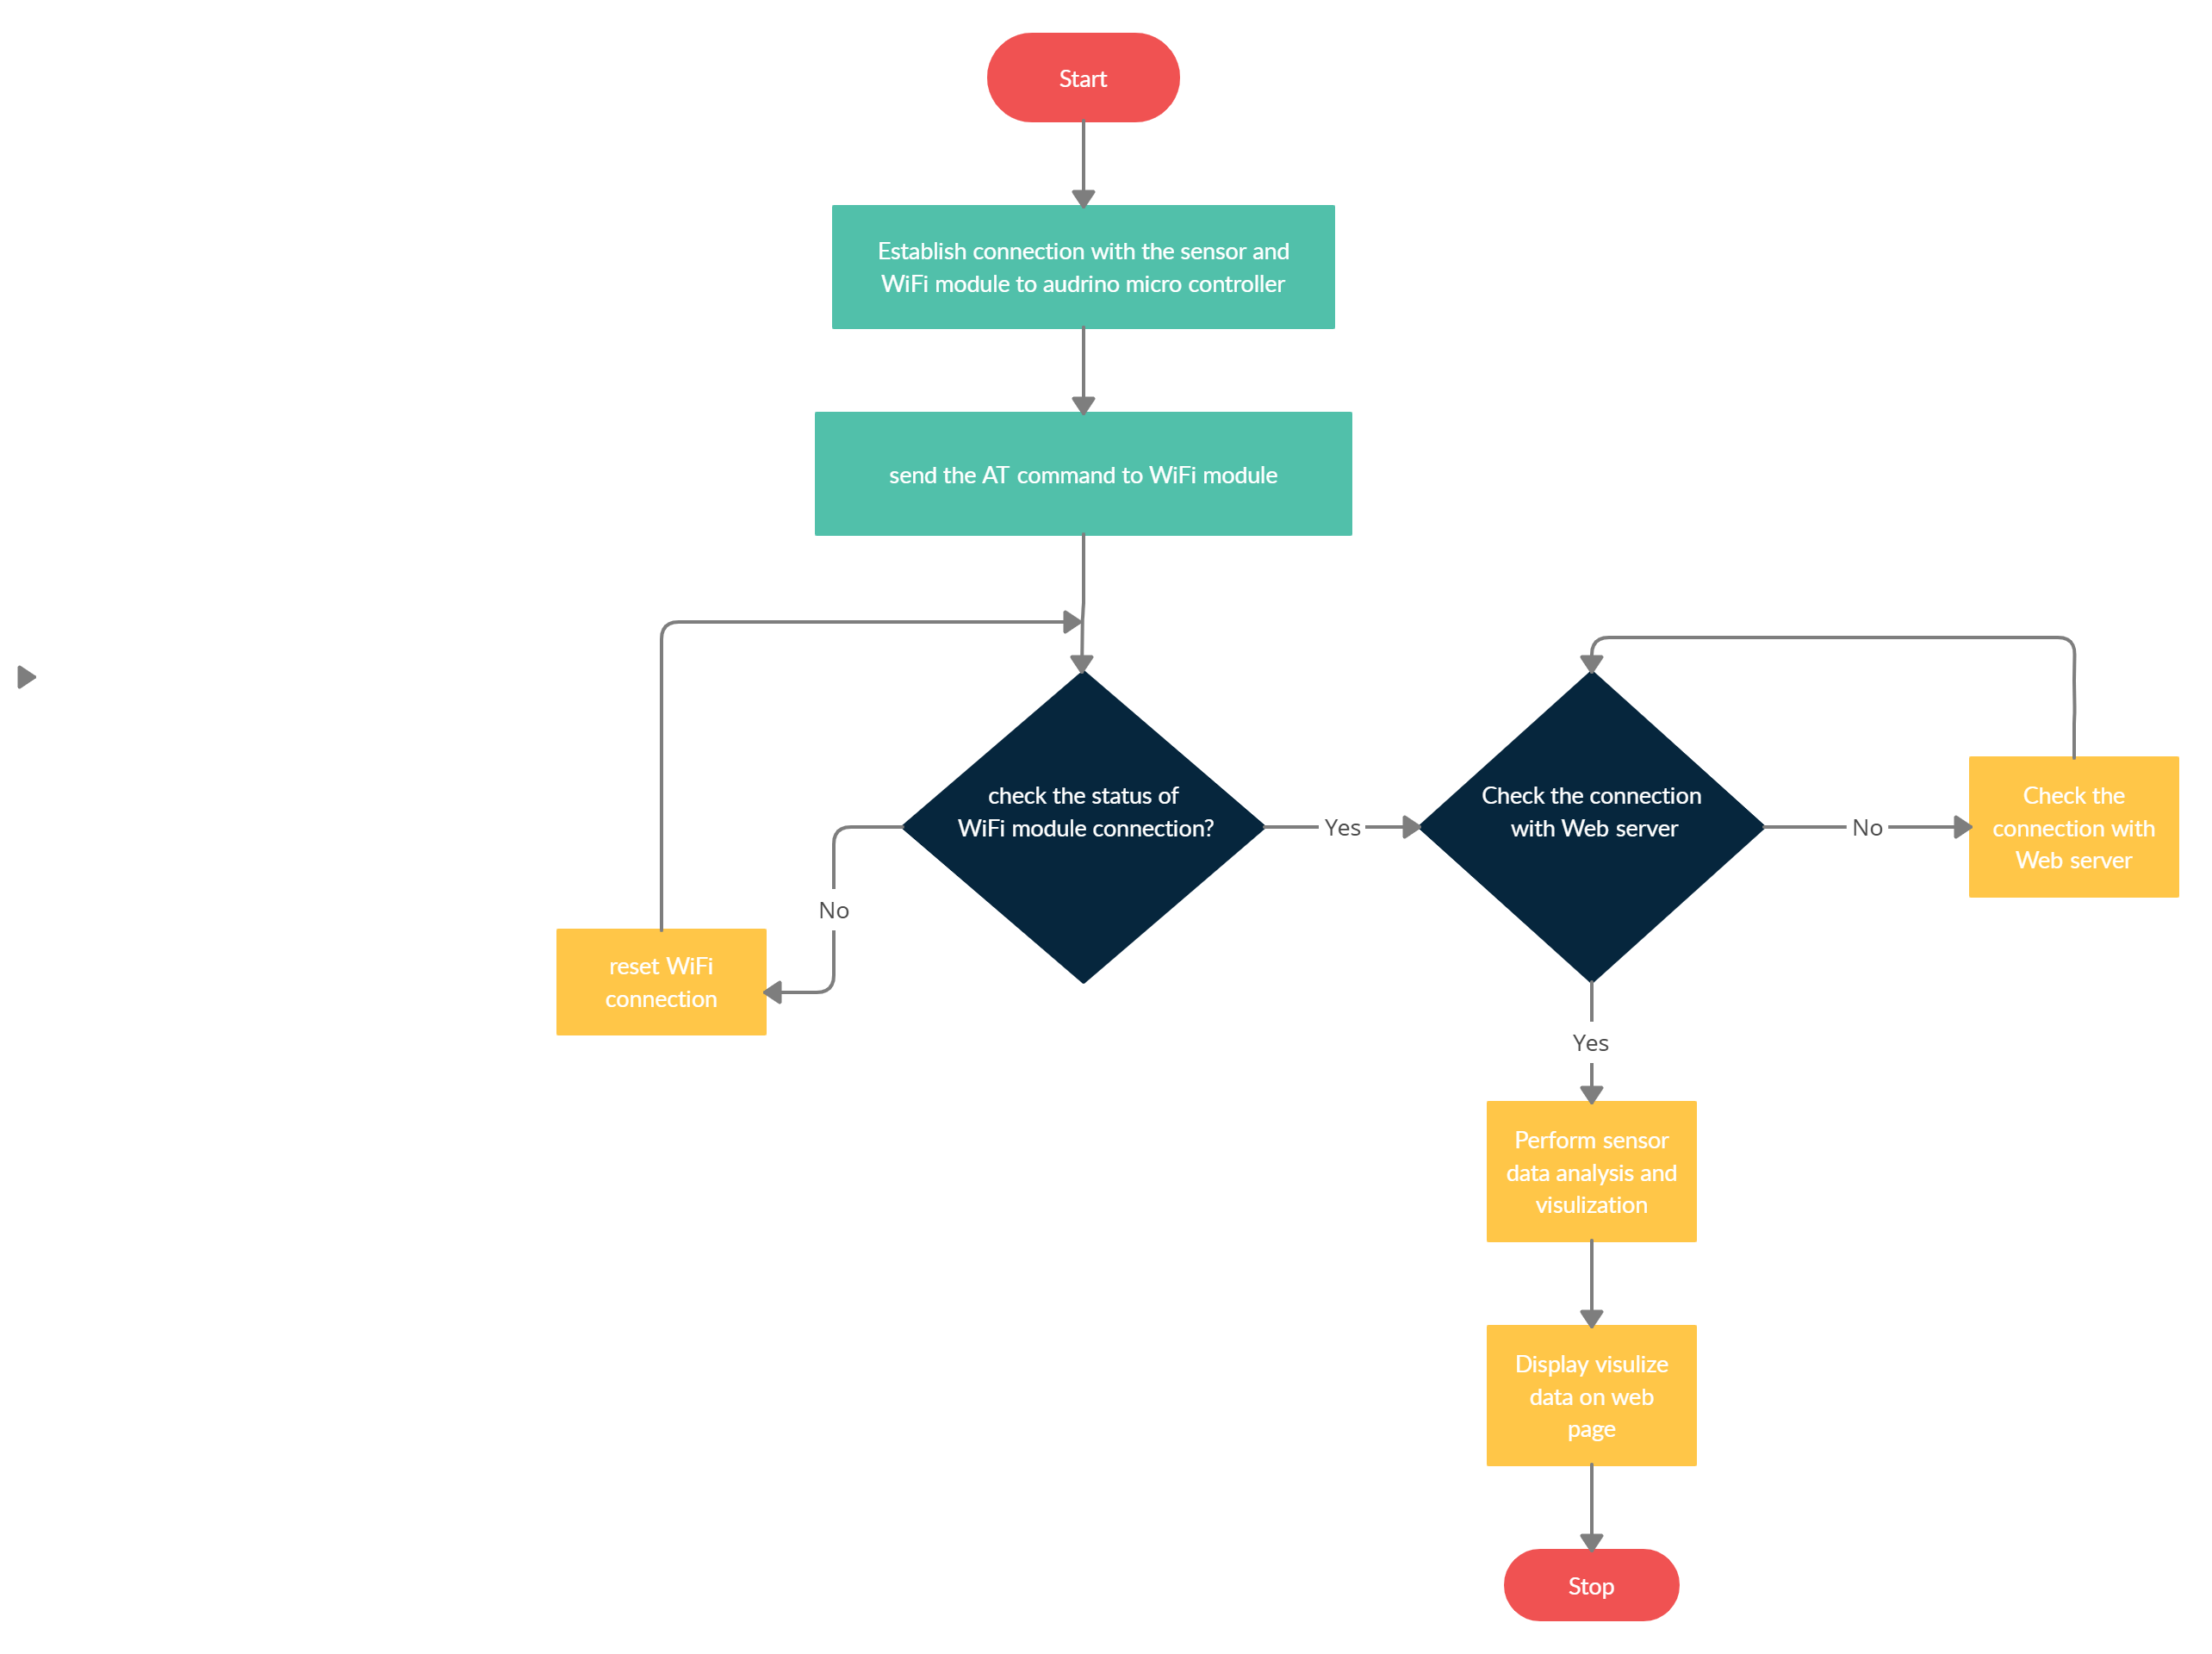 Start
Establish connection with the sensor and
WiFi module to audrino micro controller
send the AT command to WiFi module
check the status of
WiFi module connection?
Yes
Check the connection
with Web server
No
Check the
connection with
Web server
No
reset WiFi
connection
Yes
Perform sensor
data analysis and
visulization
Display visulize
data on web
page
Stop